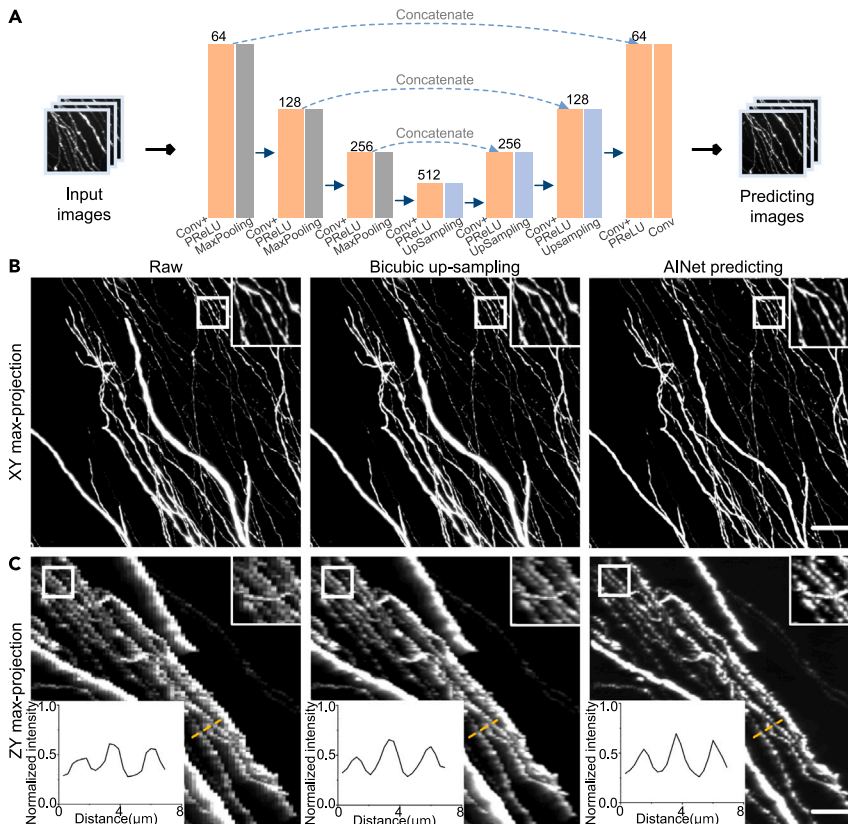 A
Concatenate
64
64
Concatenate
128
128
Concatenate
256
256
512
Input
images
Predicting
images
Conv+
PReLU
MaxPooling
Conv+
PReLU
MaxPooling
Conv+
PReLU
MaxPooling
Conv+
PReLU
UpSampling
Conv+
PReLU
UpSampling
Conv+
PReLU
Upsampling
Conv+
PReLU
Conv
B
Raw
Bicubic up-sampling
AINet predicting
XY max-projection
C
ZY max-projection
Normalized intensity
1.0
0.5
0.0
0
4
8
Distance(μm)
Normalized intensity
1.0
0.5
0.0
0
4
8
Distance(μm)
Normalized intensity
1.0
0.5
0.0
0
4
8
Distance(μm)